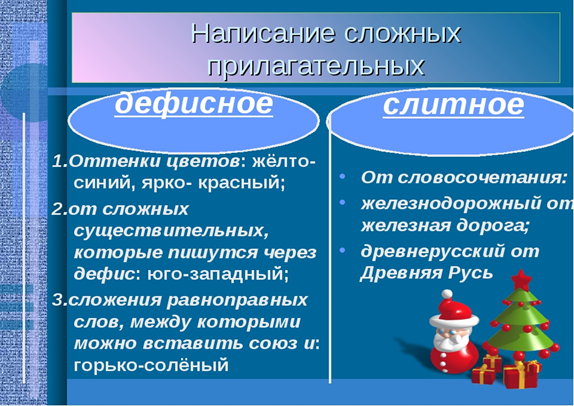 Написание сложных
прилагательных
дефисное
1.Оттенки цветов: жёлто-
синий, ярко- красный;
2.от сложных
существительных,
которые пишутся через
дефис: юго-западный;
3.сложения равноправных
слов, между которыми
можно вставить союз и:
горько-солёный
слитное
• От словосочетания:
• железнодорожный от
железная дорога;
• древнерусский от
Древняя Русь